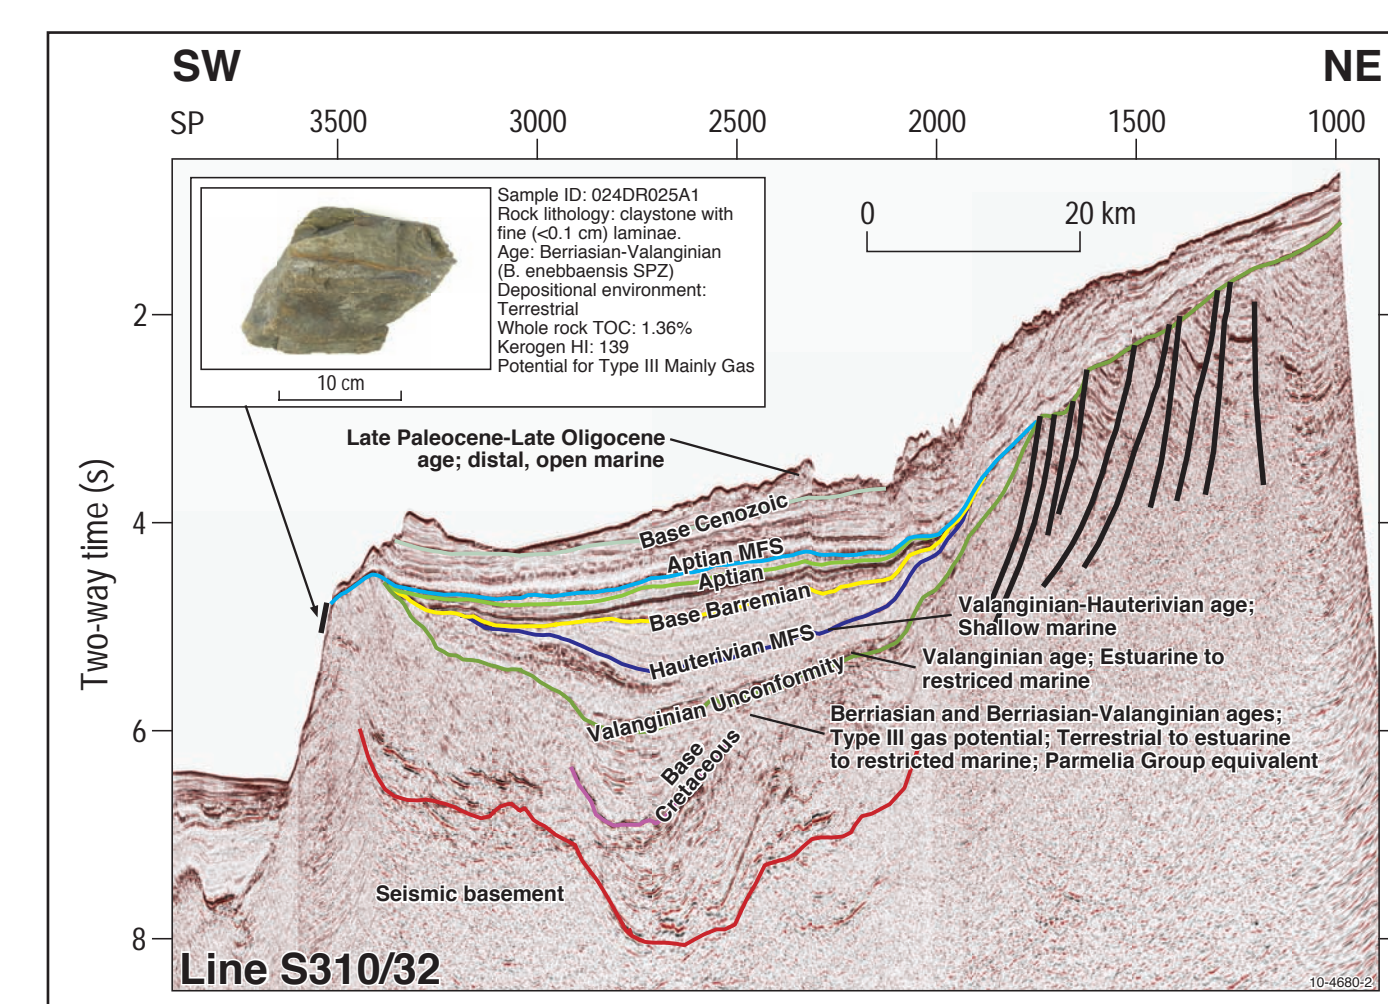 SW
NE
SP 3500 3000 2500 2000 1500 1000
Sample ID: 024DR025A1
Rock lithology: claystone with
fine (<0.1 cm) laminae.
Age: Berriasian-Valanginian
(B. enebbaensis SPZ)
Depositional environment:
Terrestrial
Whole rock TOC: 1.36%
Kerogen HI: 139
Potential for Type III Mainly Gas
10 cm
0 20 km
Two-way time (s)
2
4
6
8
Late Paleocene-Late Oligocene
age; distal, open marine
Base Cenozoic
Aptian MFS
Aptian
Base Barremian
Hauterivian MFS
Valanginian Unconformity
Base
Cretaceous
Valanginian-Hauterivian age;
Shallow marine
Valanginian age; Estuarine to
restriced marine
Berriasian and Berriasian-Valanginian ages;
Type III gas potential; Terrestrial to estuarine
to restricted marine; Parmelia Group equivalent
Seismic basement
Line S310/32
10-4680-2